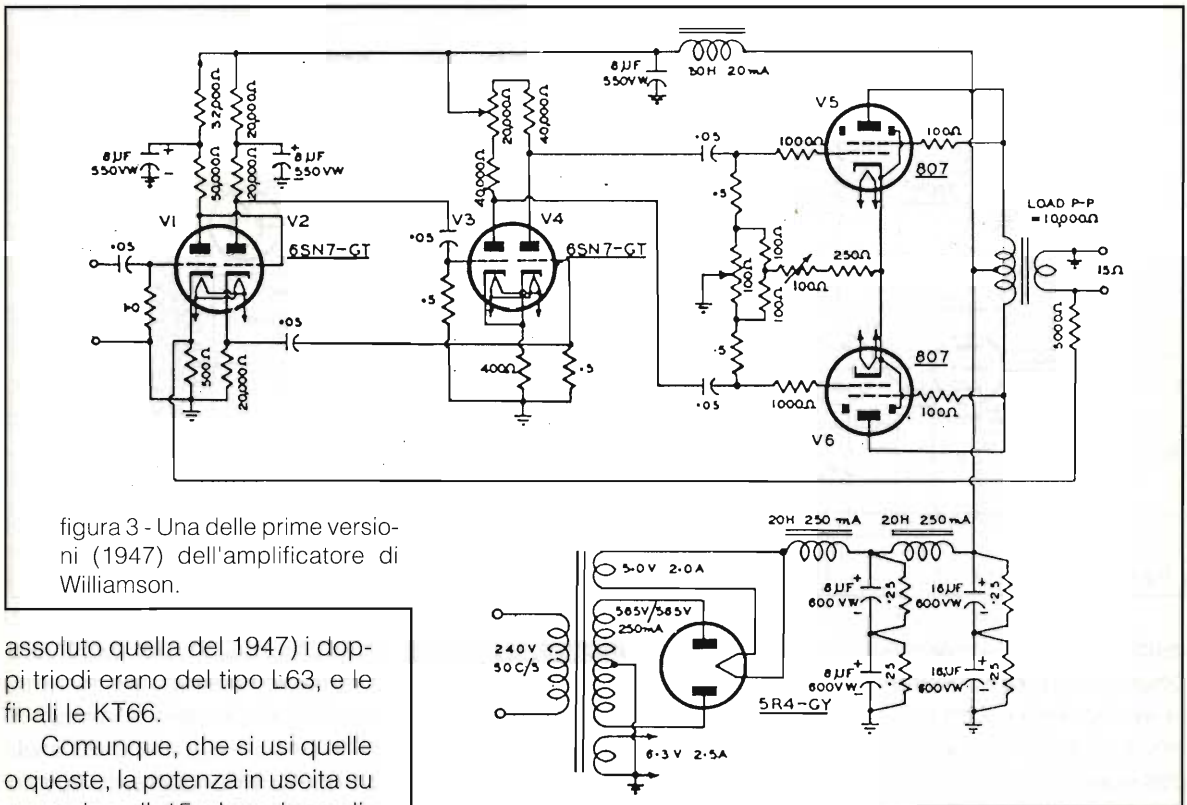 8µF
550VW
30H 20mA
32,000Ω
20,000Ω
20,000Ω
40,000Ω
8µF
550VW
50,000Ω
20,000Ω
8µF
550VW
40,000Ω
V1
V2
6SN7-GT
V3
V4
6SN7-GT
.05
.05
.05
.5
500Ω
20,000Ω
400Ω
.5
.05
.05
.5
.5
1000Ω
1000Ω
100Ω
100Ω
100Ω
100Ω
250Ω
V5
807
100Ω
807
V6
100Ω
LOAD P-P
= 10,000Ω
15Ω
5000Ω
figura 3 - Una delle prime versio-
ni (1947) dell'amplificatore di
Williamson.
240V
50C/S
5.0V 2.0A
565V/565V
250mA
6.3V 2.5A
5R4-GY
20H 250mA
20H 250mA
8µF
600VW
.25
16µF
600VW
.25
8µF
600VW
.25
16µF
600VW
.25
assoluto quella del 1947) i dop-
pi triodi erano del tipo L63, e le
finali le KT66.
Comunque, che si usi quelle
o queste, la potenza in uscita su